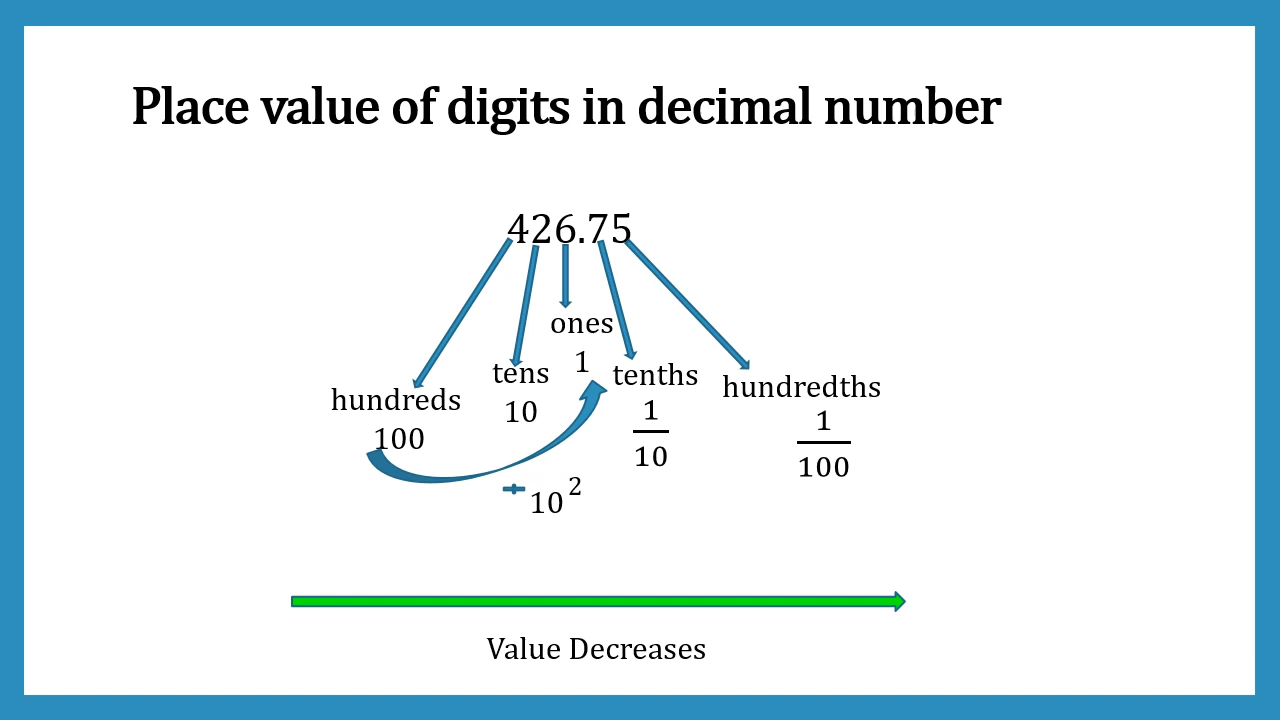 Place value of digits in decimal number
426.75
ones
1
tens
10
tenths
1
10
hundreds
100
hundredths
1
100
÷ 10 2
Value Decreases